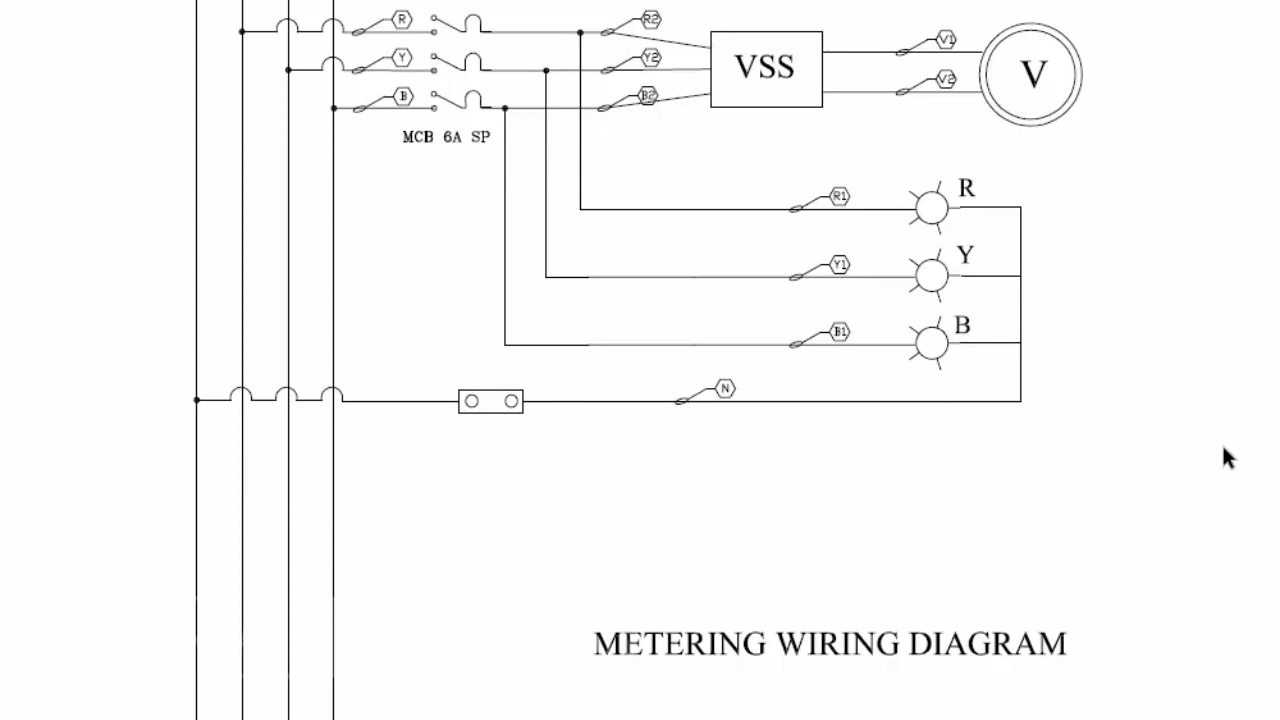 R
R2
V1
Y
Y2
VSS
V
V2
B
B2
MCB 6A SP
R1
R
Y1
Y
B1
B
N
METERING WIRING DIAGRAM